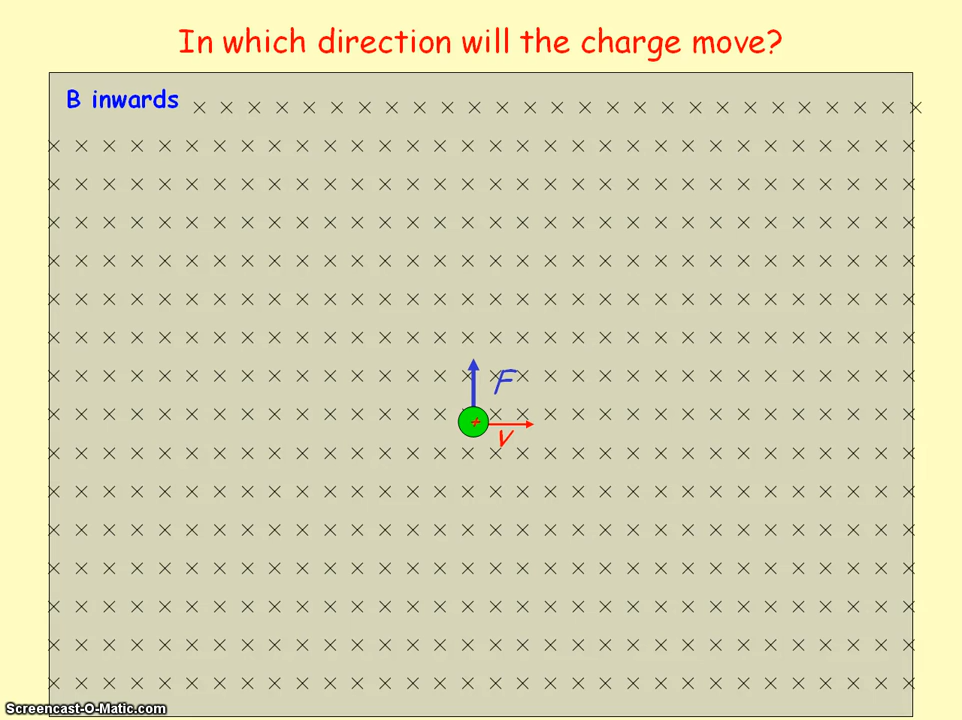 In which direction will the charge move?
B inwards
F
+
v
Screencast-O-Matic.com